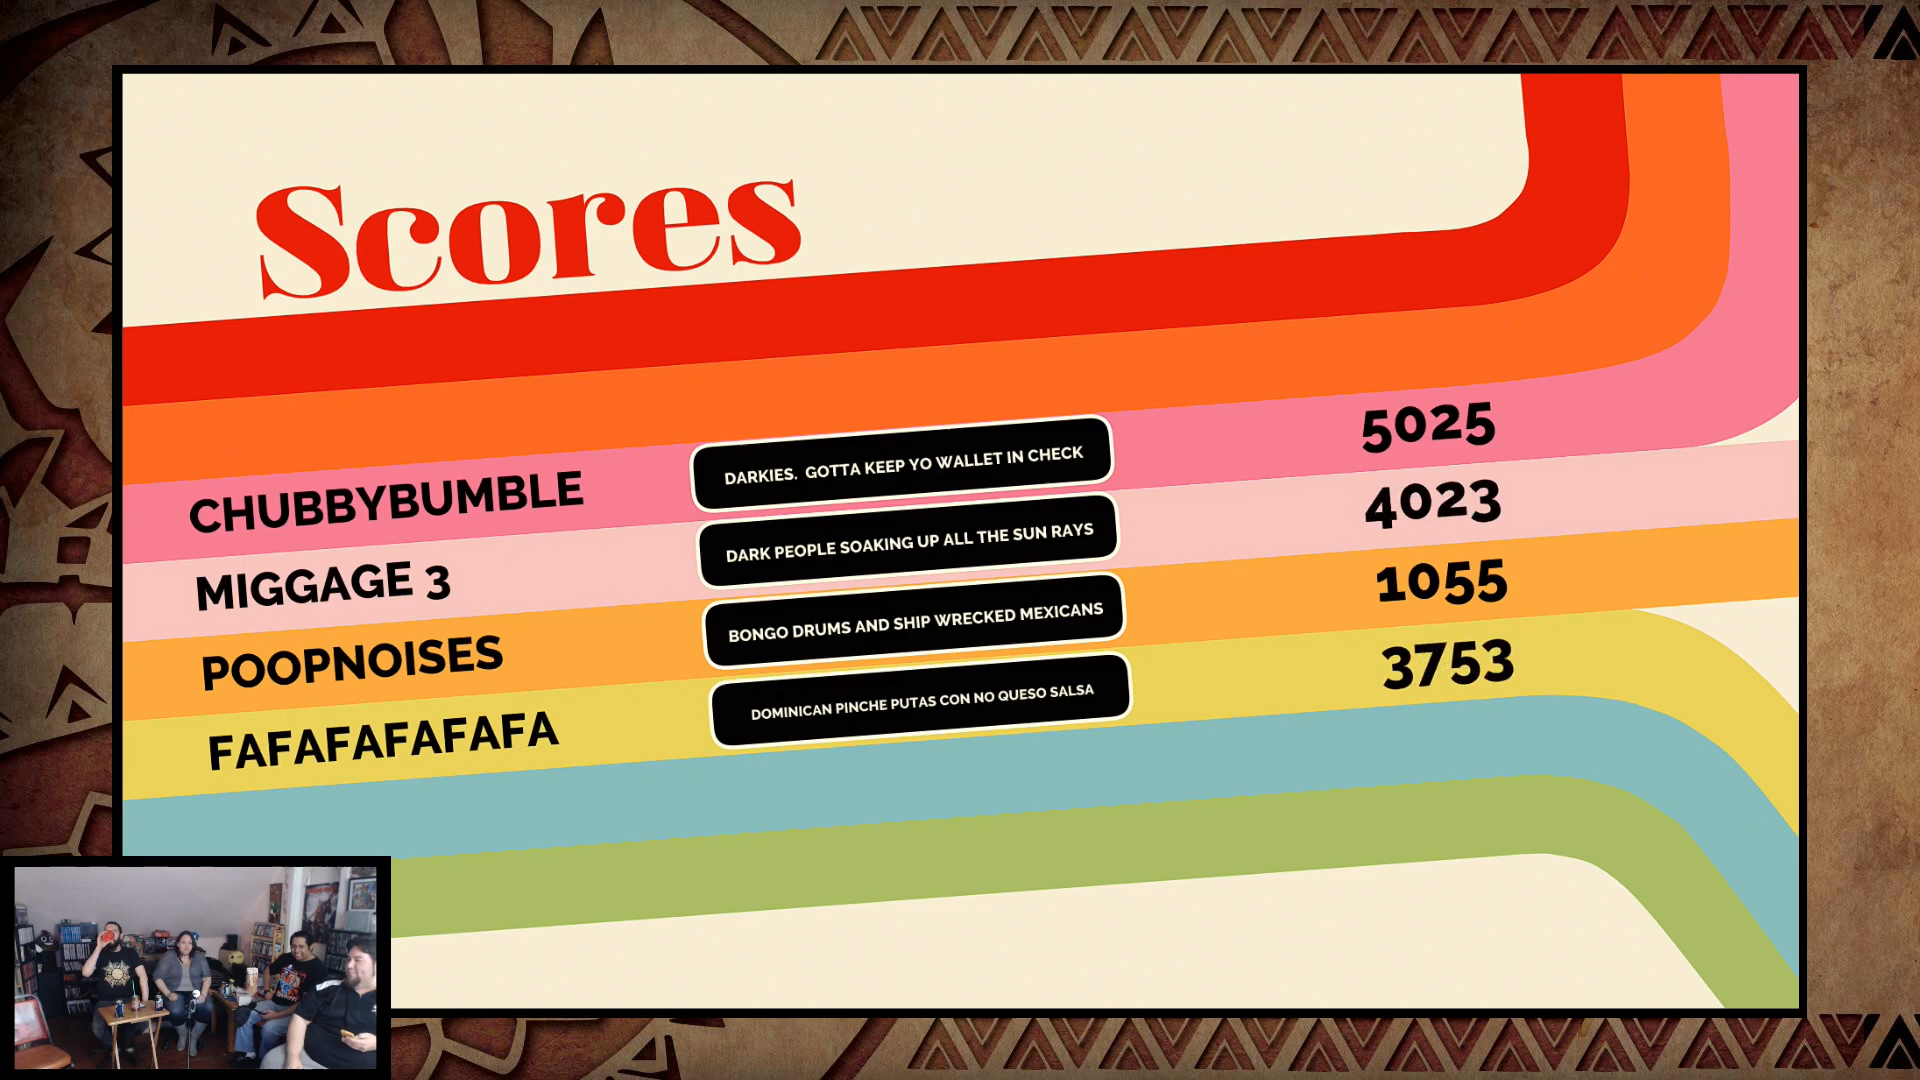 Scores
CHUBBYBUMBLE DARKIES. GOTTA KEEP YO WALLET IN CHECK 5025
MIGGAGE 3 DARK PEOPLE SOAKING UP ALL THE SUN RAYS 4023
POOPNOISES BONGO DRUMS AND SHIP WRECKED MEXICANS 1055
FAFAFAFAFAFA DOMINICAN PINCHE PUTAS CON NO QUESO SALSA 3753